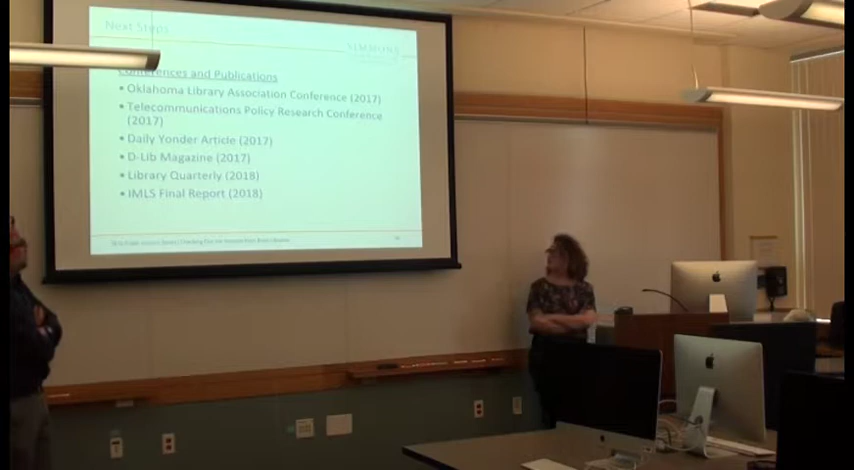 Next Steps
SIMMONS
Conferences and Publications
• Oklahoma Library Association Conference (2017)
• Telecommunications Policy Research Conference
(2017)
• Daily Yonder Article (2017)
• D-Lib Magazine (2017)
• Library Quarterly (2018)
• IMLS Final Report (2018)